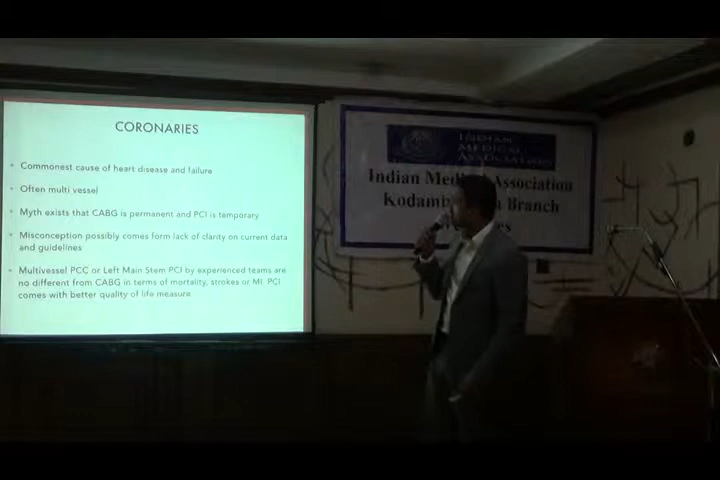 CORONARIES
• Commonest cause of heart disease and failure
• Often multi vessel
• Myth exists that CABG is permanent and PCI is temporary
• Misconception possibly comes form lack of clarity on current data
and guidelines
• Multivessel PCC or Left Main Stem PCI by experienced teams are
no different from CABG in terms of mortality, strokes or MI. PCI
comes with better quality of life measure
INDIAN
MEDICAL
ASSOCIATION
Indian Association
Branch